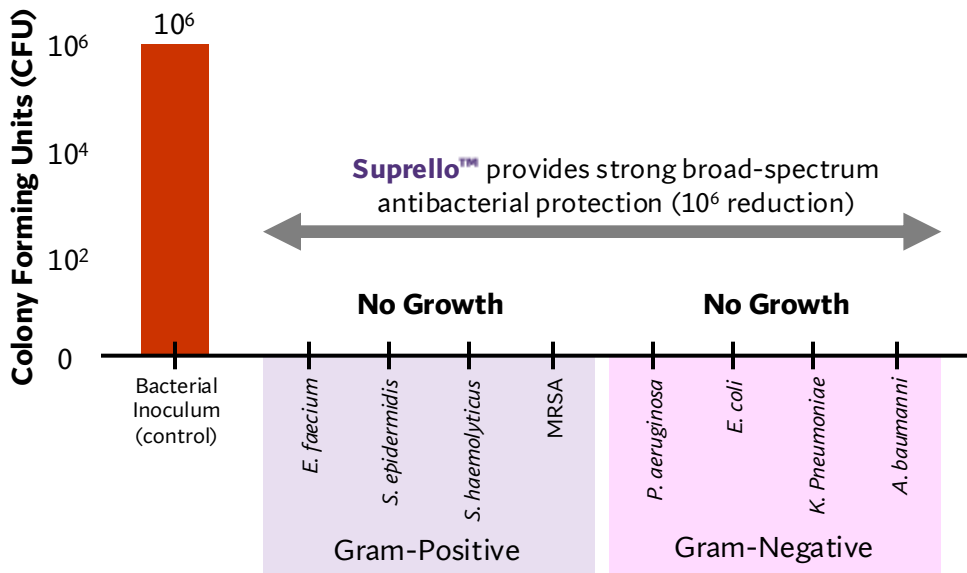 Colony Forming Units (CFU)
10⁶
10⁶
10⁴
10²
0
Suprello™ provides strong broad-spectrum
antibacterial protection (10⁶ reduction)
No Growth
No Growth
Bacterial
Inoculum
(control)
E. faecium
S. epidermidis
S. haemolyticus
MRSA
P. aeruginosa
E. coli
K. Pneumoniae
A. baumanni
Gram-Positive
Gram-Negative